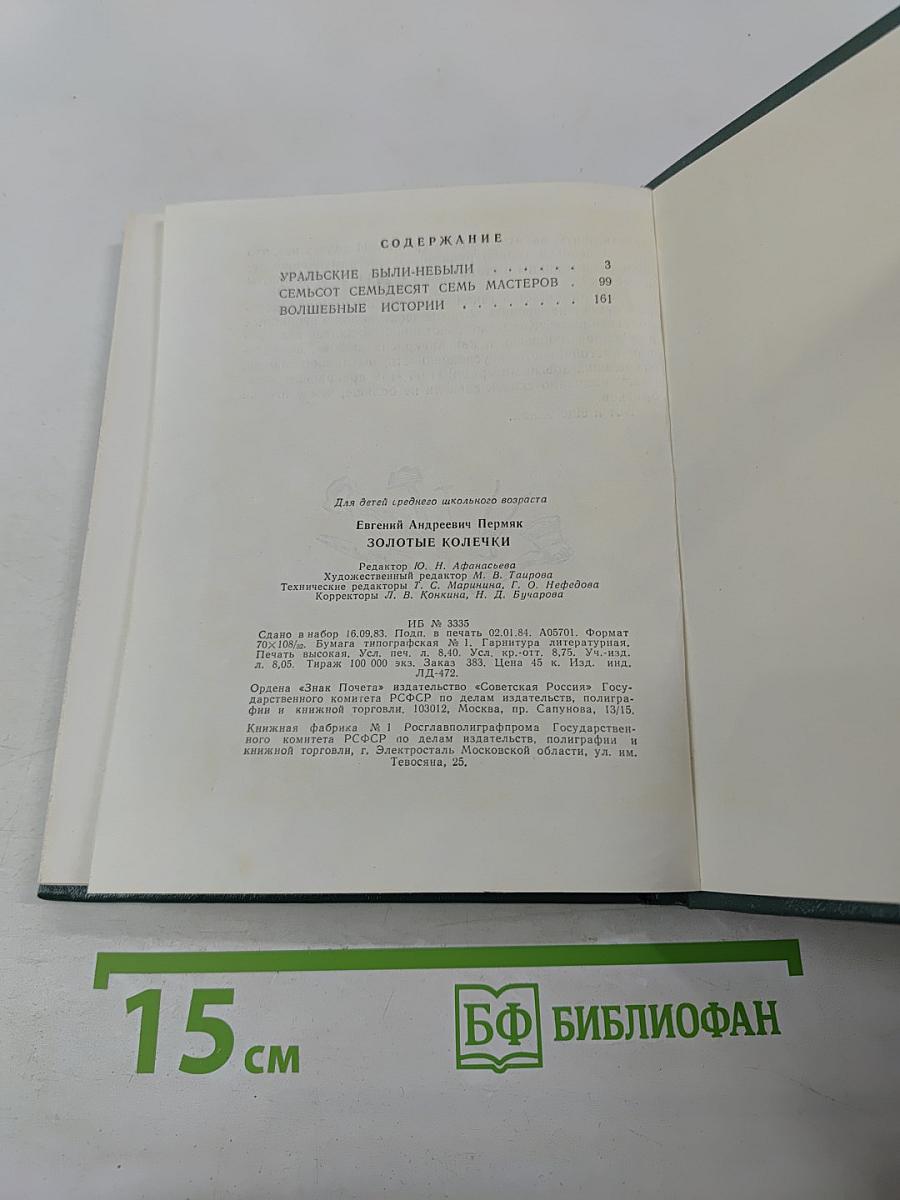 СОДЕРЖАНИЕ
УРАЛЬСКИЕ БЫЛИ-НЕБЫЛИ . . . . . . 3
СЕМЬСОТ СЕМЬДЕСЯТ СЕМЬ МАСТЕРОВ . 99
ВОЛШЕБНЫЕ ИСТОРИИ . . . . . . . . 161
Для детей среднего школьного возраста
Евгений Андреевич Пермяк
ЗОЛОТЫЕ КОЛЕЧКИ
Редактор Ю. Н. Афанасьева
Художественный редактор М. В. Таирова
Технические редакторы Т. С. Маринина, Г. О. Нефедова
Корректоры Л. В. Конкина, Н. Д. Бучарова
ИБ № 3335
Сдано в набор 16.09.83. Подп. в печать 02.01.84. А05701. Формат
70×108/32. Бумага типографская № 1. Гарнитура литературная.
Печать высокая. Усл. печ. л. 8,40. Усл. кр.-отт. 8,75. Уч.-изд.
л. 8,05. Тираж 100 000 экз. Заказ 383. Цена 45 к. Изд. инд.
ЛД-472.
Ордена «Знак Почета» издательство «Советская Россия» Госу-
дарственного комитета РСФСР по делам издательств, полигра-
фии и книжной торговли. 103012, Москва, пр. Сапунова, 13/15.
Книжная фабрика № 1 Росглавполиграфпрома Государствен-
ного комитета РСФСР по делам издательств, полиграфии и
книжной торговли, г. Электросталь Московской области, ул. им.
Тевосяна, 25.
15 см
БФ БИБЛИОФАН